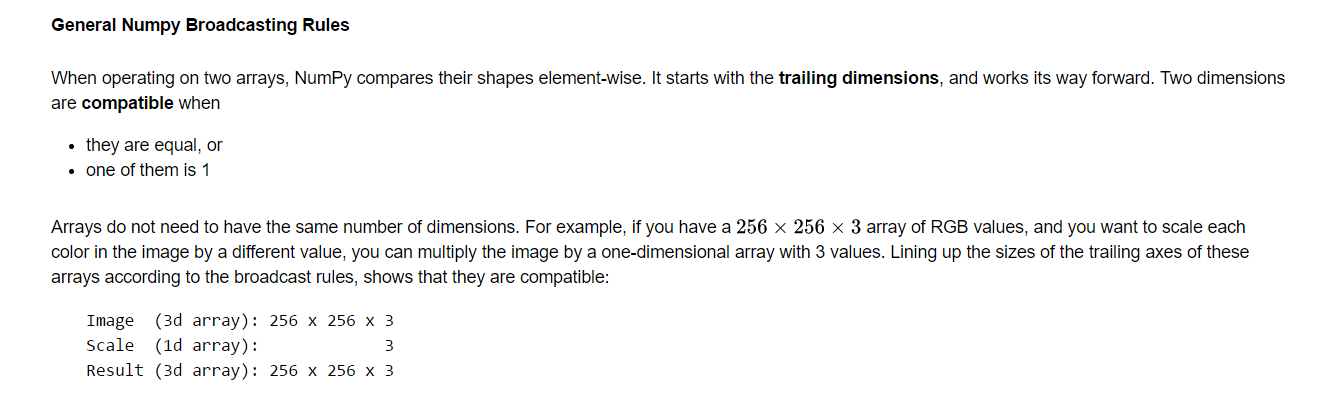 General Numpy Broadcasting Rules
When operating on two arrays, NumPy compares their shapes element-wise. It starts with the trailing dimensions, and works its way forward. Two dimensions
are compatible when
• they are equal, or
• one of them is 1
Arrays do not need to have the same number of dimensions. For example, if you have a 256 × 256 × 3 array of RGB values, and you want to scale each
color in the image by a different value, you can multiply the image by a one-dimensional array with 3 values. Lining up the sizes of the trailing axes of these
arrays according to the broadcast rules, shows that they are compatible:
Image  (3d array): 256 x 256 x 3
Scale  (1d array):             3
Result (3d array): 256 x 256 x 3